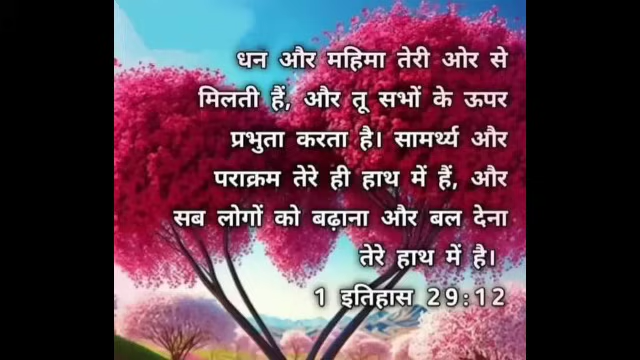 धन और महिमा तेरी ओर से
मिलती हैं, और तू सभों के ऊपर
प्रभुता करता है। सामर्थ्य और
पराक्रम तेरे ही हाथ में हैं, और
सब लोगों को बढ़ाना और बल देना
तेरे हाथ में है।
1 इतिहास 29:12